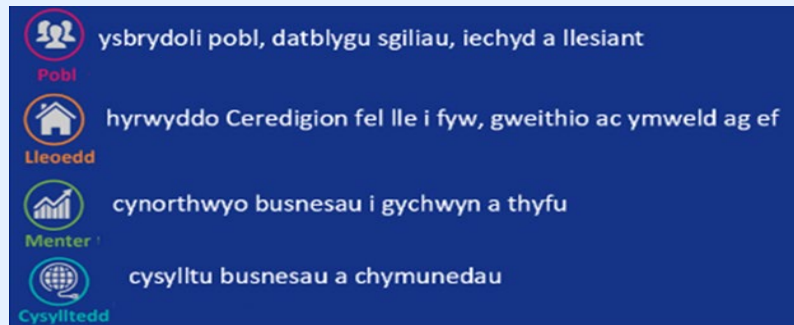 ysbrydoli pobl, datblygu sgiliau, iechyd a llesiant
Pobl
hyrwyddo Ceredigion fel lle i fyw, gweithio ac ymweld ag ef
Lleoedd
cynorthwyo busnesau i gychwyn a thyfu
Menter
cysylltu busnesau a chymunedau
Cysylltedd